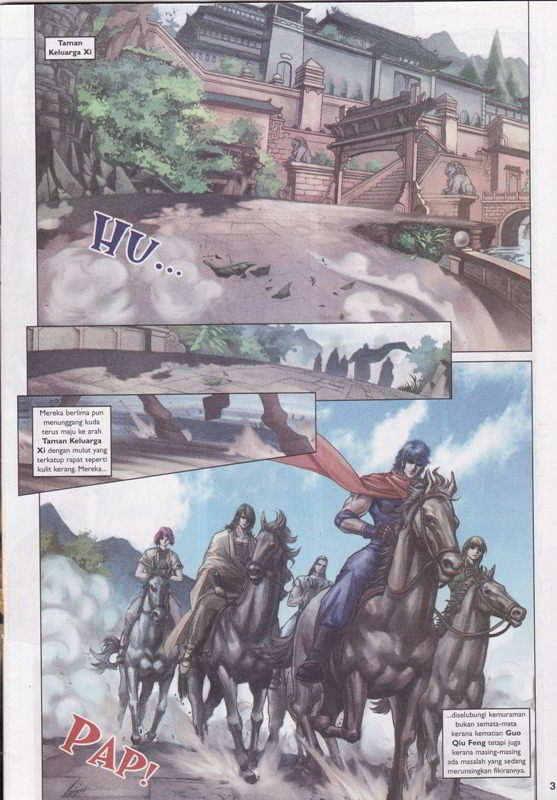 Taman
Keluarga Xi
HU...
Mereka berlima pun
menunggang kuda
terus maju ke arah
Taman Keluarga
Xi dengan mulut yang
terkatup rapat seperti
kulit kerang. Mereka...
...diselubungi kemuraman
bukan semata-mata
kerana kematian Guo
Qiu Feng tetapi juga
kerana masing-masing
ada masalah yang sedang
merunsingkan fikirannya.
PAP!
3